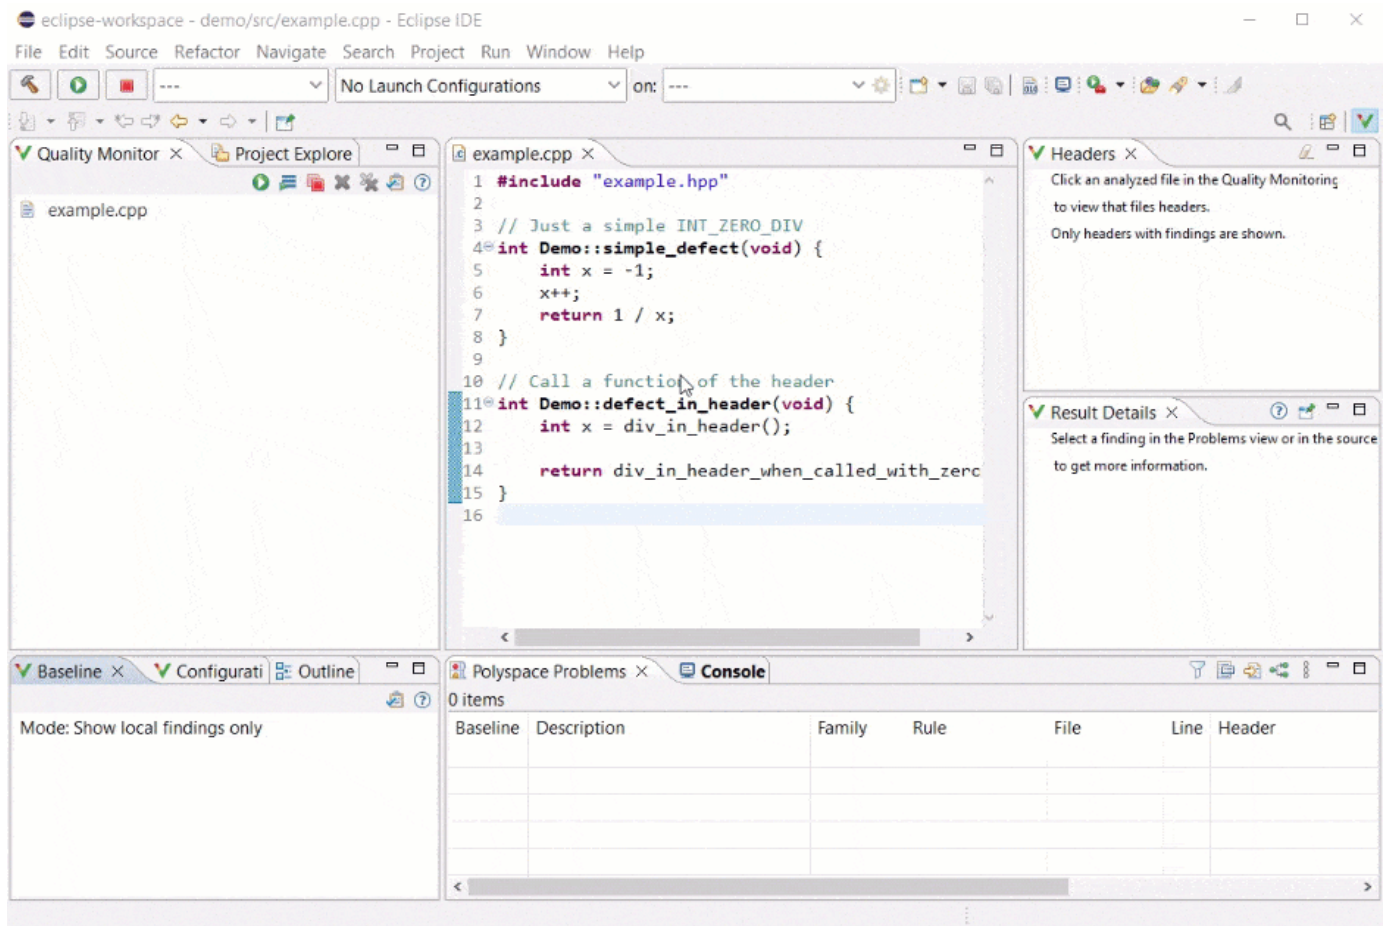 eclipse-workspace - demo/src/example.cpp - Eclipse IDE
File Edit Source Refactor Navigate Search Project Run Window Help
--- No Launch Configurations on: ---
Quality Monitor Project Explore
example.cpp
example.cpp
1 #include "example.hpp"
2
3 // Just a simple INT_ZERO_DIV
4 int Demo::simple_defect(void) {
5 int x = -1;
6 x++;
7 return 1 / x;
8 }
9
10 // Call a function of the header
11 int Demo::defect_in_header(void) {
12 int x = div_in_header();
13
14 return div_in_header_when_called_with_zerc
15 }
16
Headers
Click an analyzed file in the Quality Monitoring
to view that files headers.
Only headers with findings are shown.
Result Details
Select a finding in the Problems view or in the source
to get more information.
Baseline Configurati Outline
Mode: Show local findings only
Polyspace Problems Console
0 items
Baseline Description Family Rule File Line Header